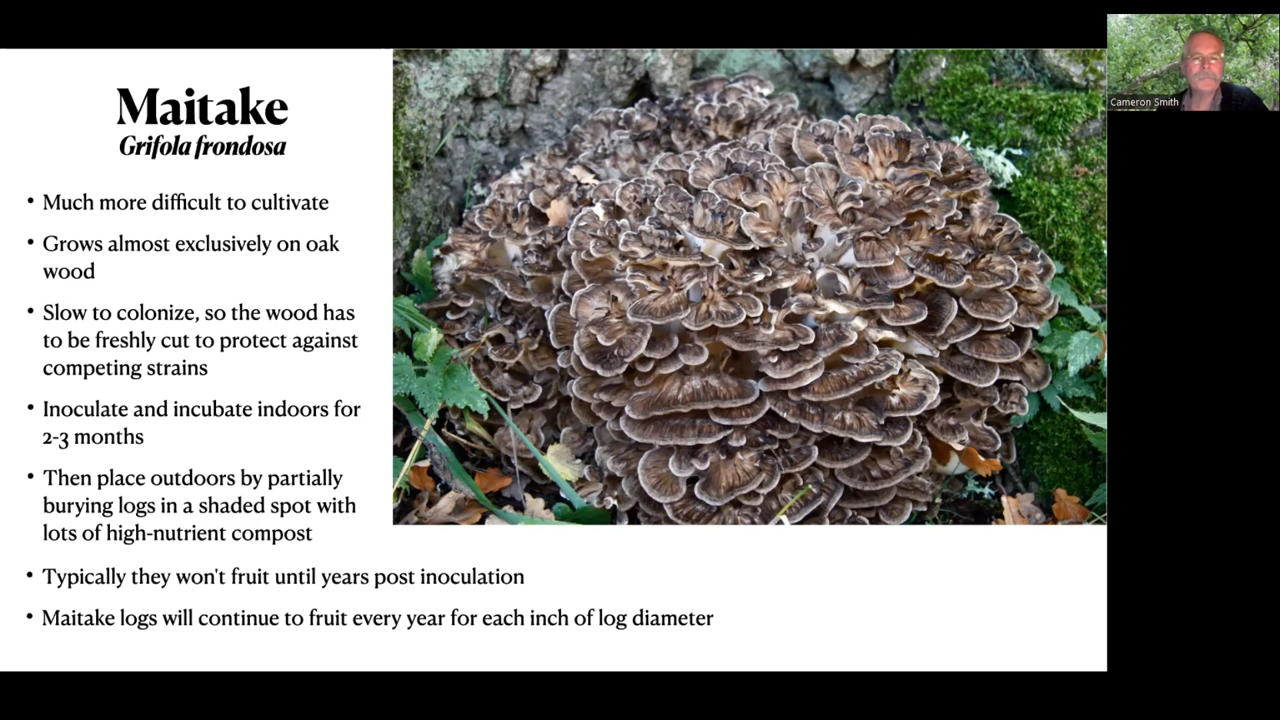 Maitake
Grifola frondosa
• Much more difficult to cultivate
• Grows almost exclusively on oak
wood
• Slow to colonize, so the wood has
to be freshly cut to protect against
competing strains
• Inoculate and incubate indoors for
2-3 months
• Then place outdoors by partially
burying logs in a shaded spot with
lots of high-nutrient compost
• Typically they won't fruit until years post inoculation
• Maitake logs will continue to fruit every year for each inch of log diameter
Cameron Smith